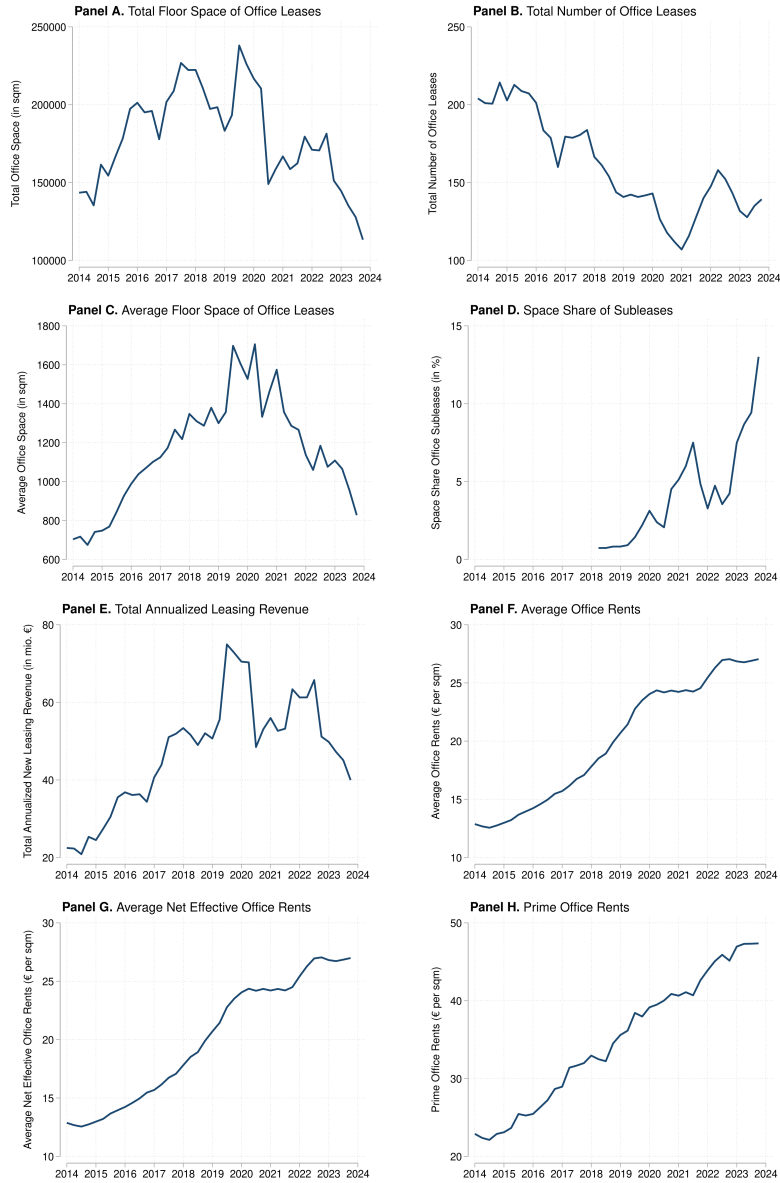 Panel A. Total Floor Space of Office Leases
Total Office Space (in sqm)
250000
200000
150000
100000
2014 2015 2016 2017 2018 2019 2020 2021 2022 2023 2024
Panel B. Total Number of Office Leases
Total Number of Office Leases
250
200
150
100
2014 2015 2016 2017 2018 2019 2020 2021 2022 2023 2024
Panel C. Average Floor Space of Office Leases
Average Office Space (in sqm)
1800
1600
1400
1200
1000
800
600
2014 2015 2016 2017 2018 2019 2020 2021 2022 2023 2024
Panel D. Space Share of Subleases
Space Share Office Subleases (in %)
15
10
5
0
2014 2015 2016 2017 2018 2019 2020 2021 2022 2023 2024
Panel E. Total Annualized Leasing Revenue
Total Annualized New Leasing Revenue (in mio. €)
80
60
40
20
2014 2015 2016 2017 2018 2019 2020 2021 2022 2023 2024
Panel F. Average Office Rents
Average Office Rents (€ per sqm)
30
25
20
15
10
2014 2015 2016 2017 2018 2019 2020 2021 2022 2023 2024
Panel G. Average Net Effective Office Rents
Average Net Effective Office Rents (€ per sqm)
30
25
20
15
10
2014 2015 2016 2017 2018 2019 2020 2021 2022 2023 2024
Panel H. Prime Office Rents
Prime Office Rents (€ per sqm)
50
40
30
20
2014 2015 2016 2017 2018 2019 2020 2021 2022 2023 2024